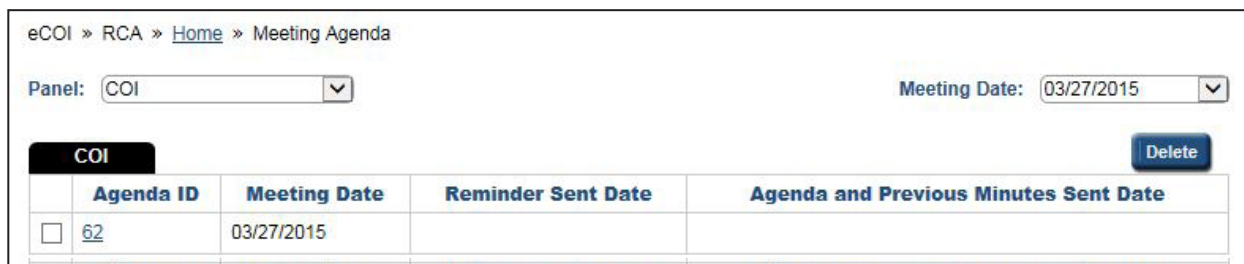 eCOI » RCA » Home » Meeting Agenda
Panel: COI Meeting Date: 03/27/2015
COI Delete
Agenda ID Meeting Date Reminder Sent Date Agenda and Previous Minutes Sent Date
62 03/27/2015